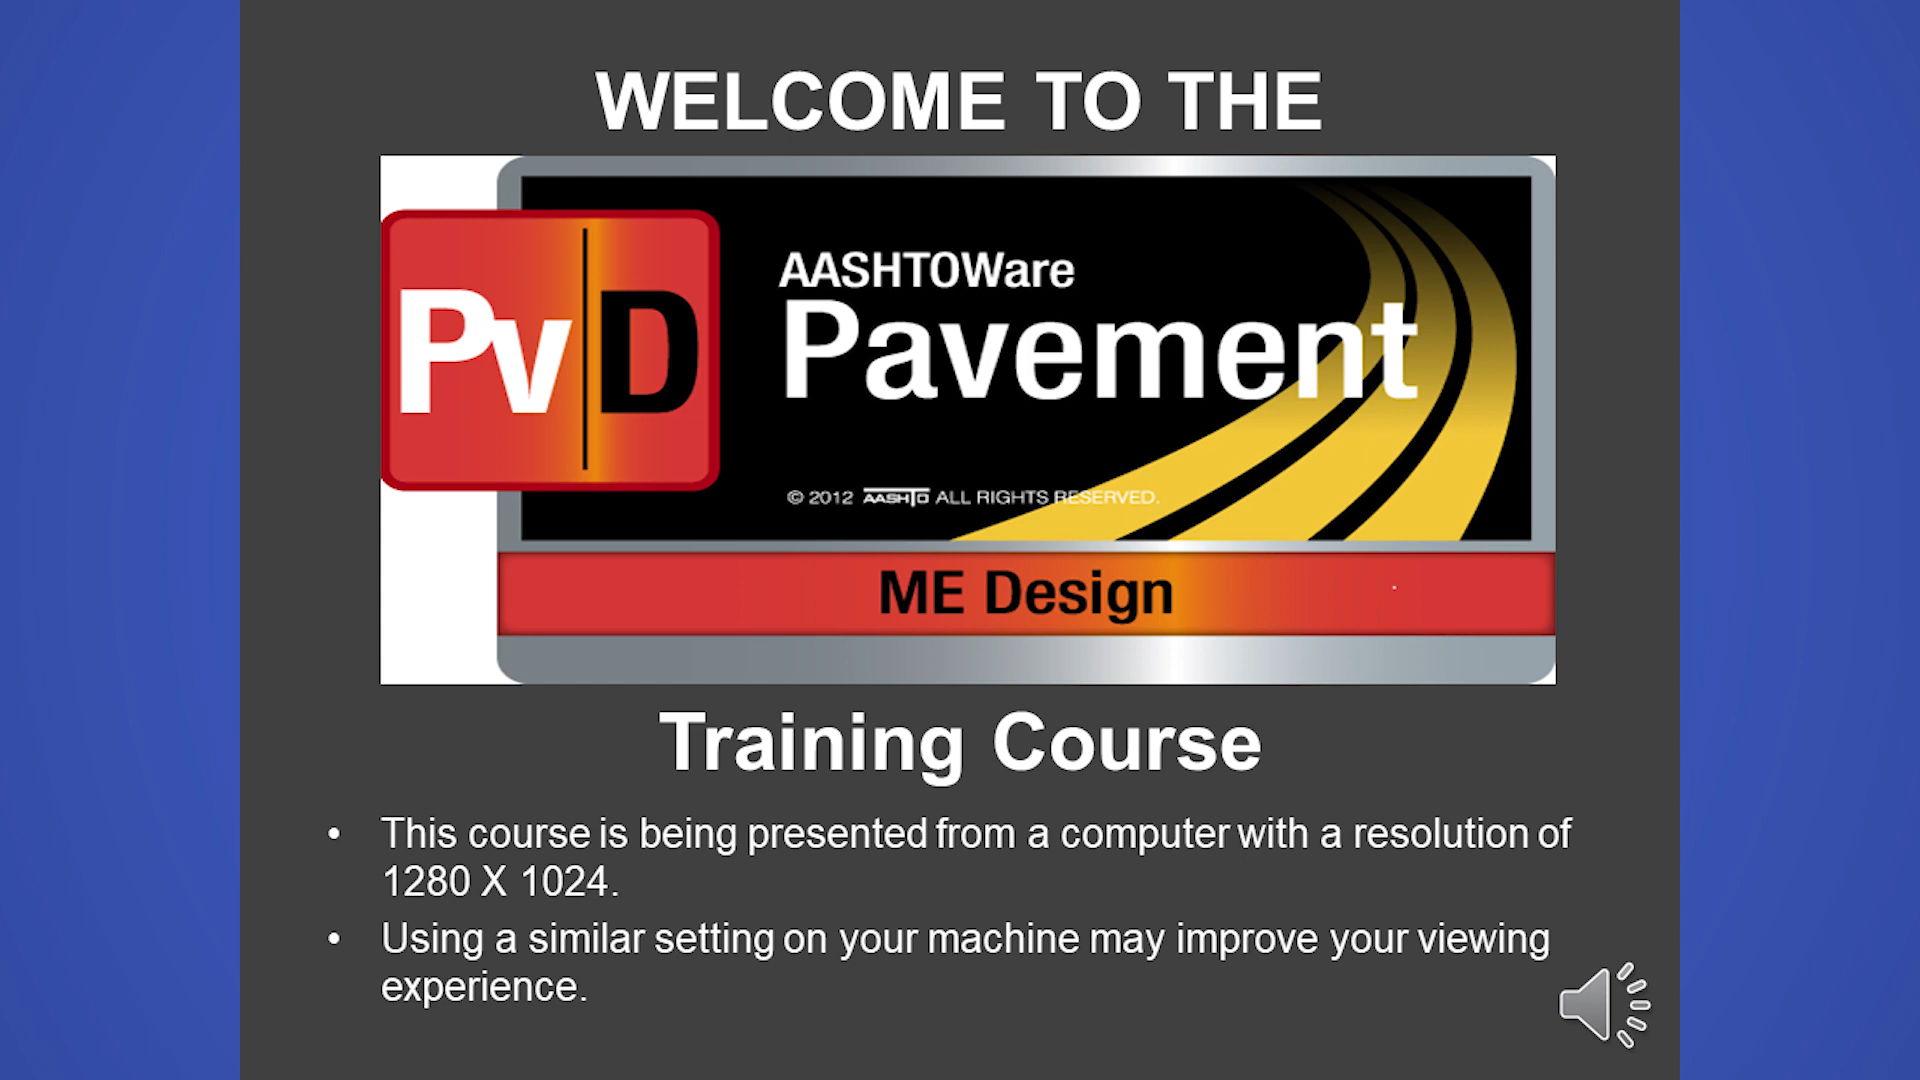 WELCOME TO THE
PvD
AASHTOWare
Pavement
© 2012 AASHTO ALL RIGHTS RESERVED.
ME Design
Training Course
• This course is being presented from a computer with a resolution of
1280 X 1024.
• Using a similar setting on your machine may improve your viewing
experience.